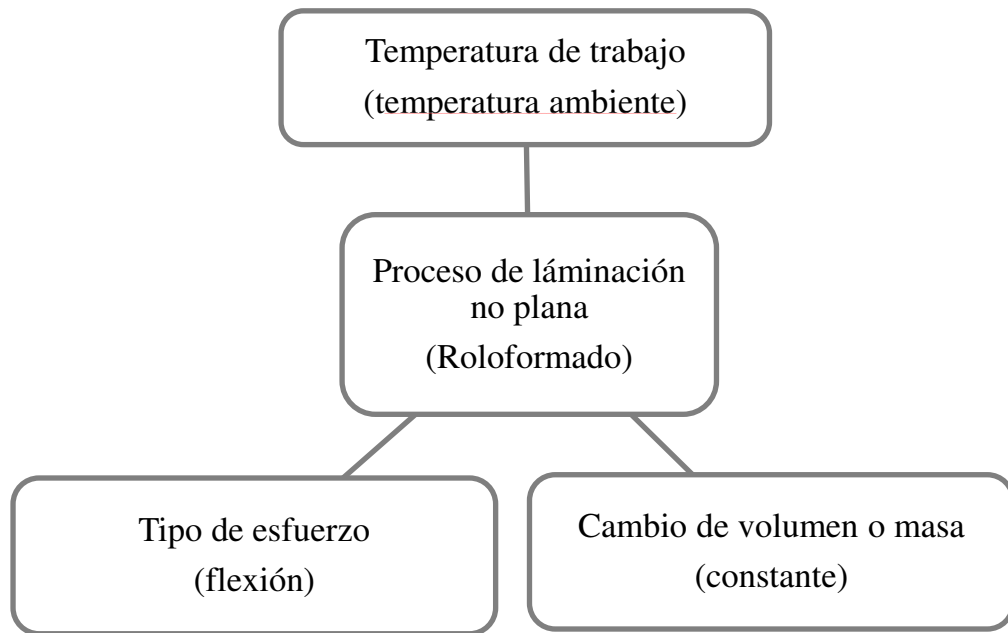 Temperatura de trabajo
(temperatura ambiente)
Proceso de láminación
no plana
(Roloformado)
Tipo de esfuerzo
(flexión)
Cambio de volumen o masa
(constante)